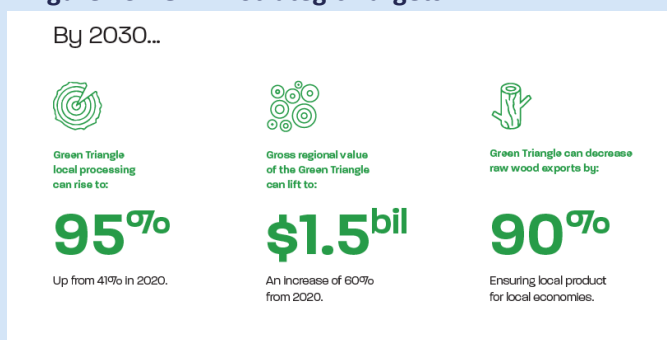 By 2030...
Green Triangle
local processing
can rise to:
95%
Up from 41% in 2020.
Gross regional value
of the Green Triangle
can lift to:
$1.5bil
An increase of 60%
from 2020.
Green Triangle can decrease
raw wood exports by:
90%
Ensuring local product
for local economies.